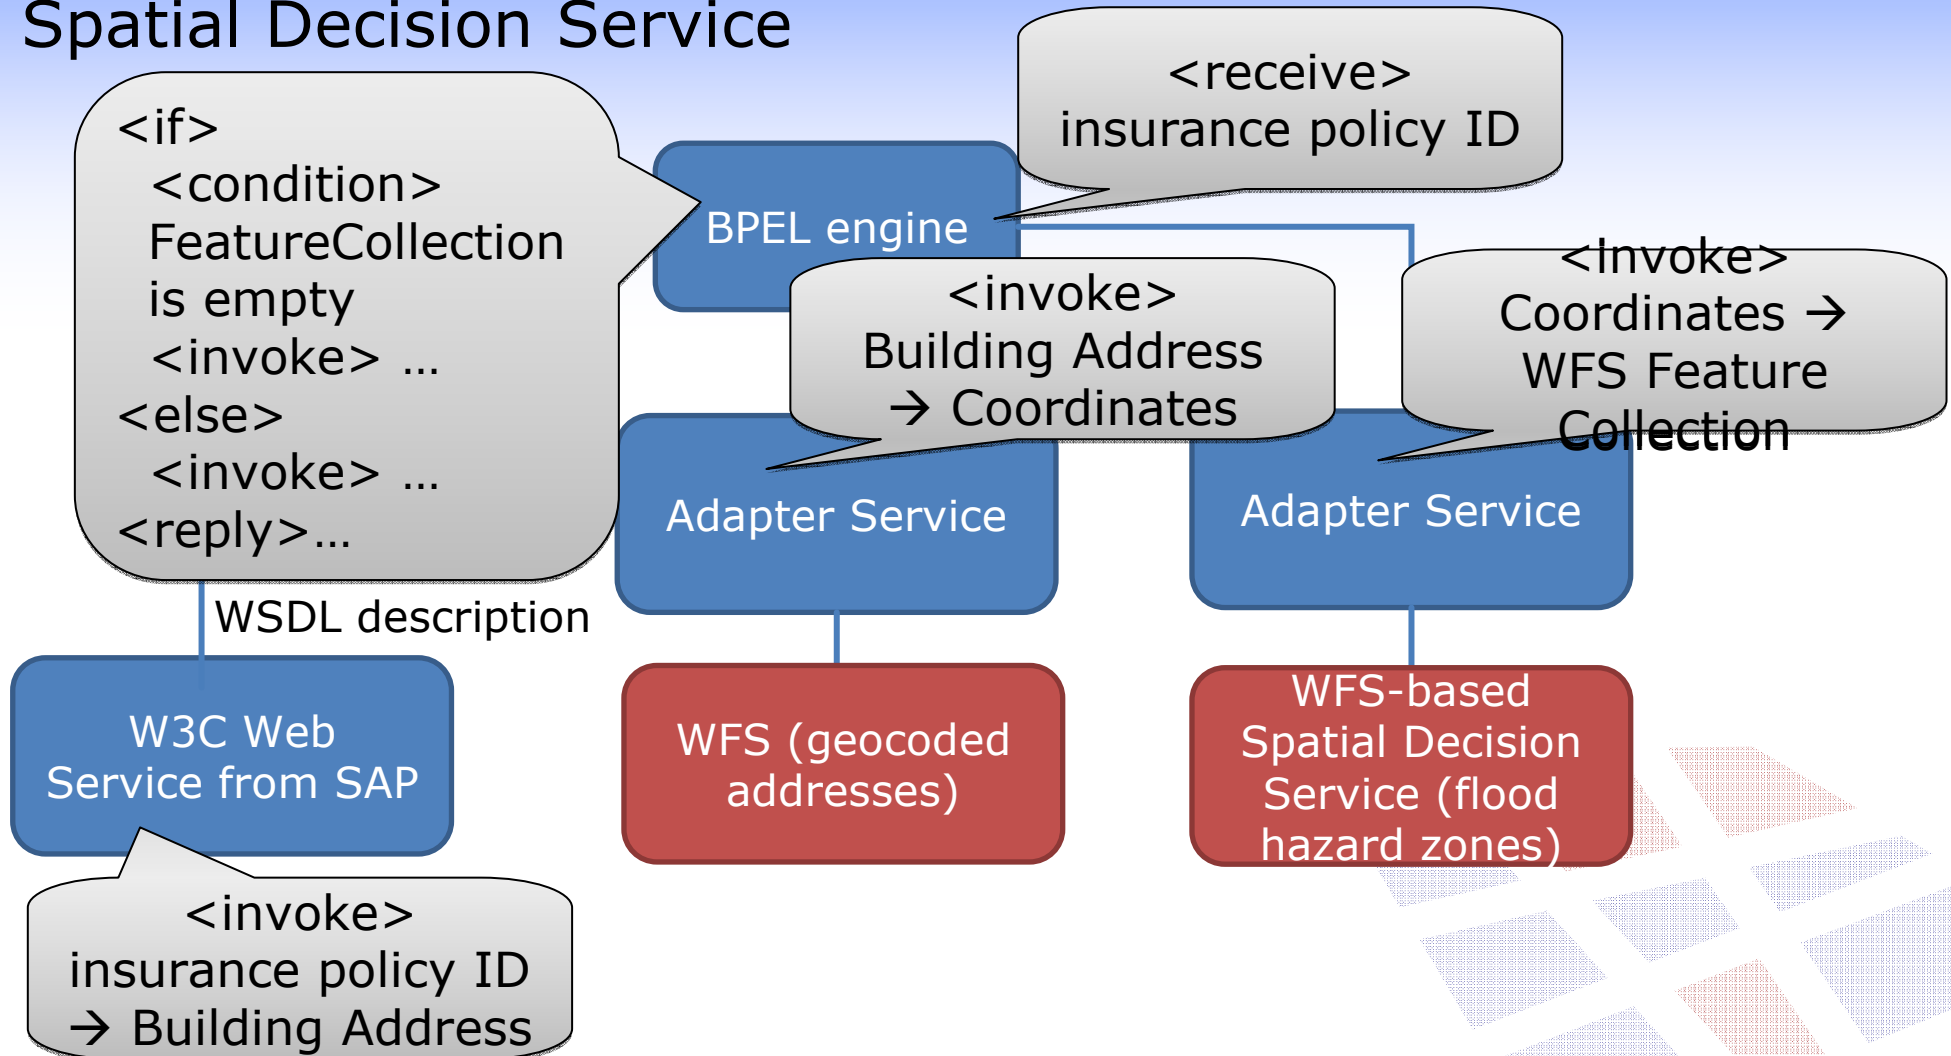 Spatial Decision Service
<receive>
insurance policy ID
<if>
<condition>
FeatureCollection
is empty
<invoke> ...
<else>
<invoke> ...
<reply>...
BPEL engine
<invoke>
Building Address
→ Coordinates
<invoke>
Coordinates →
WFS Feature
Collection
Adapter Service
Adapter Service
WSDL description
W3C Web
Service from SAP
WFS (geocoded
addresses)
WFS-based
Spatial Decision
Service (flood
hazard zones)
<invoke>
insurance policy ID
→ Building Address